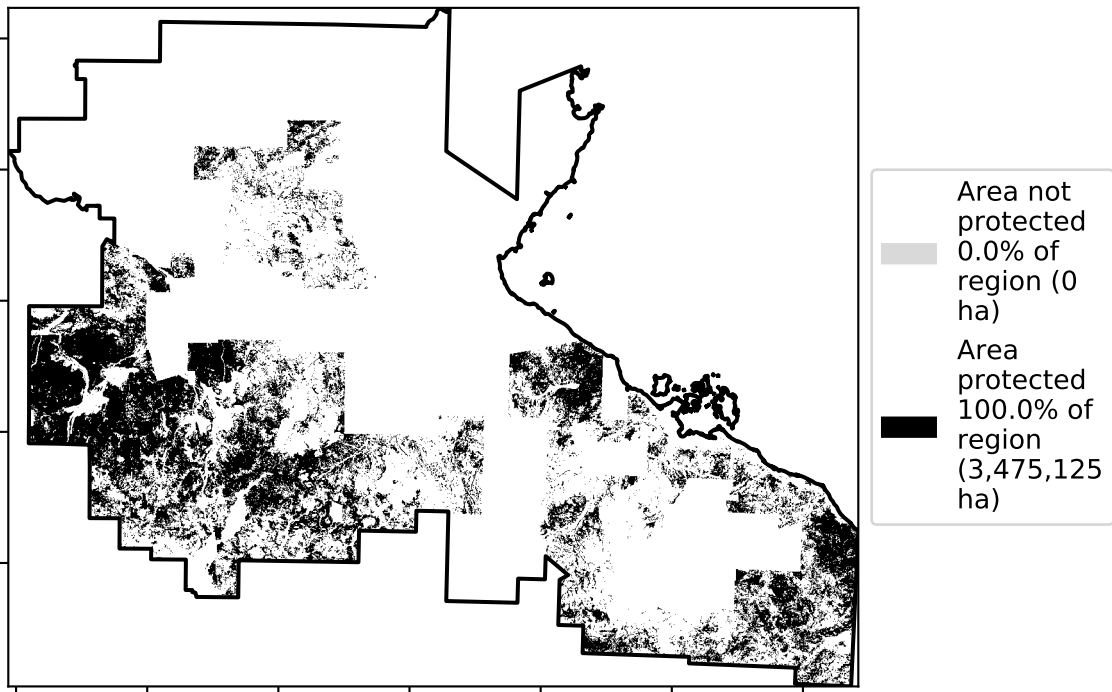 Area not
protected
0.0% of
region (0
ha)
Area
protected
100.0% of
region
(3,475,125
ha)